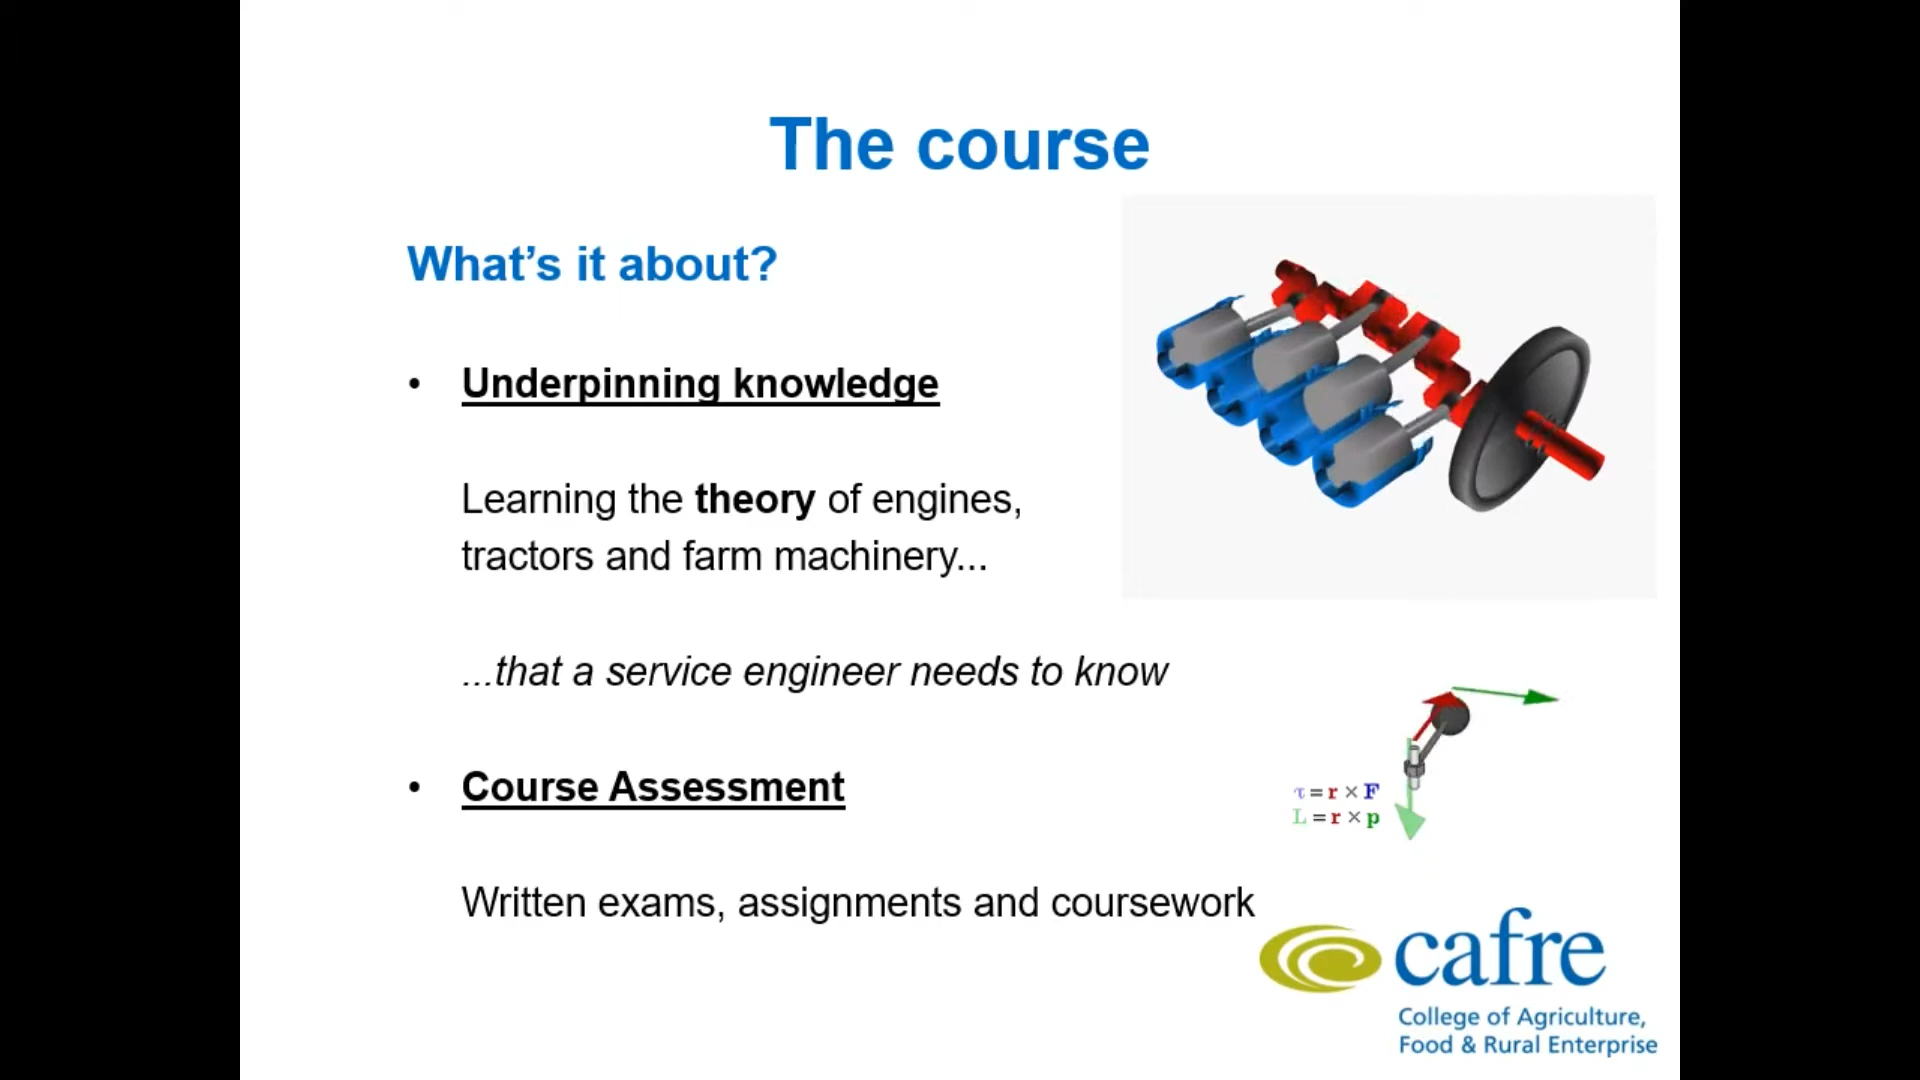 The course
What’s it about?
• Underpinning knowledge
Learning the theory of engines,
tractors and farm machinery...
...that a service engineer needs to know
• Course Assessment
Written exams, assignments and coursework
τ = r × F
L = r × p
cafre
College of Agriculture,
Food & Rural Enterprise